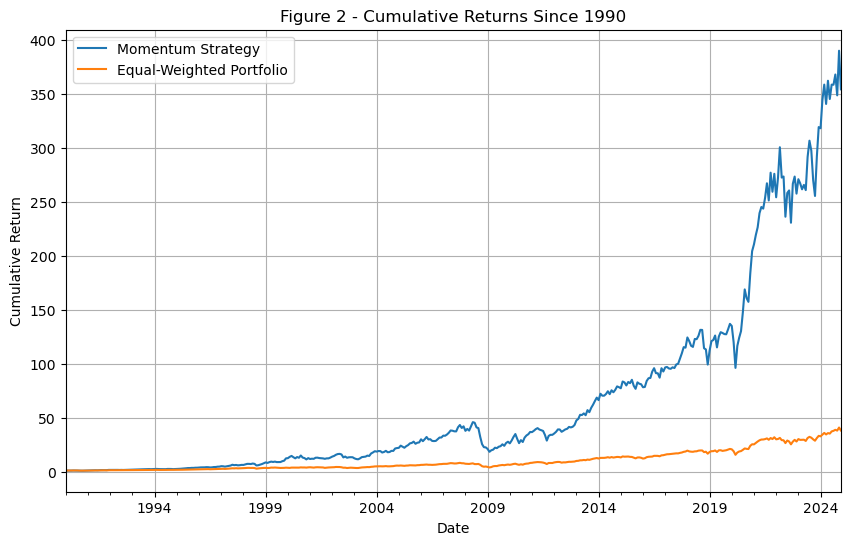 Figure 2 - Cumulative Returns Since 1990
Momentum Strategy
Equal-Weighted Portfolio
Cumulative Return
400
350
300
250
200
150
100
50
0
1994 1999 2004 2009 2014 2019 2024
Date